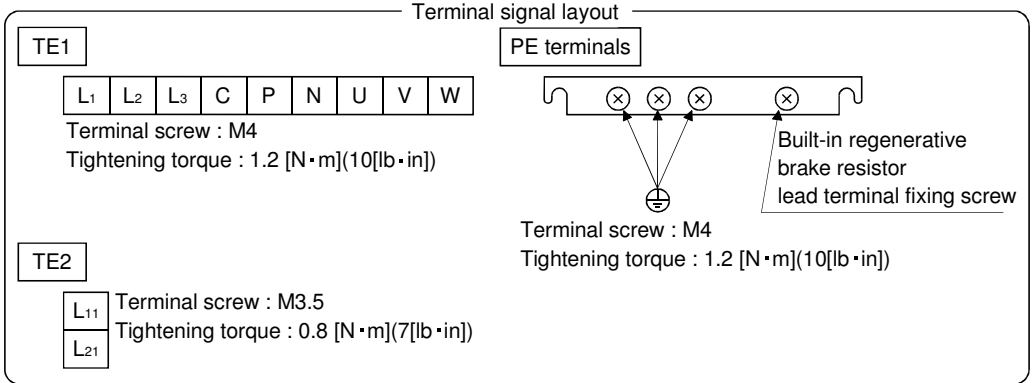 Terminal signal layout
TE1
L1 L2 L3 C P N U V W
Terminal screw : M4
Tightening torque : 1.2 [N▪m](10[lb▪in])
PE terminals
Built-in regenerative
brake resistor
lead terminal fixing screw
Terminal screw : M4
Tightening torque : 1.2 [N▪m](10[lb▪in])
TE2
L11
L21
Terminal screw : M3.5
Tightening torque : 0.8 [N▪m](7[lb▪in])